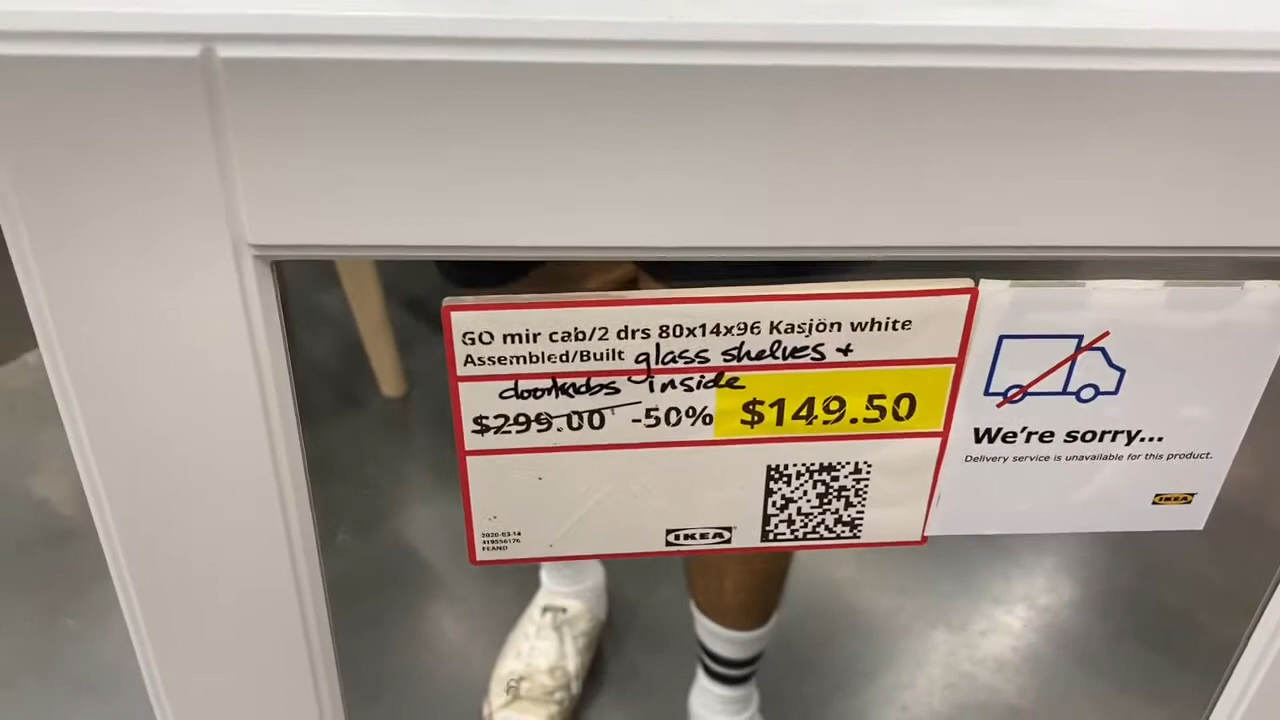 GO mir cab/2 drs 80x14x96 Kasjön white
Assembled/Built glass shelves +
doorknobs inside
$299.00 -50% $149.50
2020-03-14
FEANO
IKEA
We're sorry...
Delivery service is unavailable for this product.
IKEA